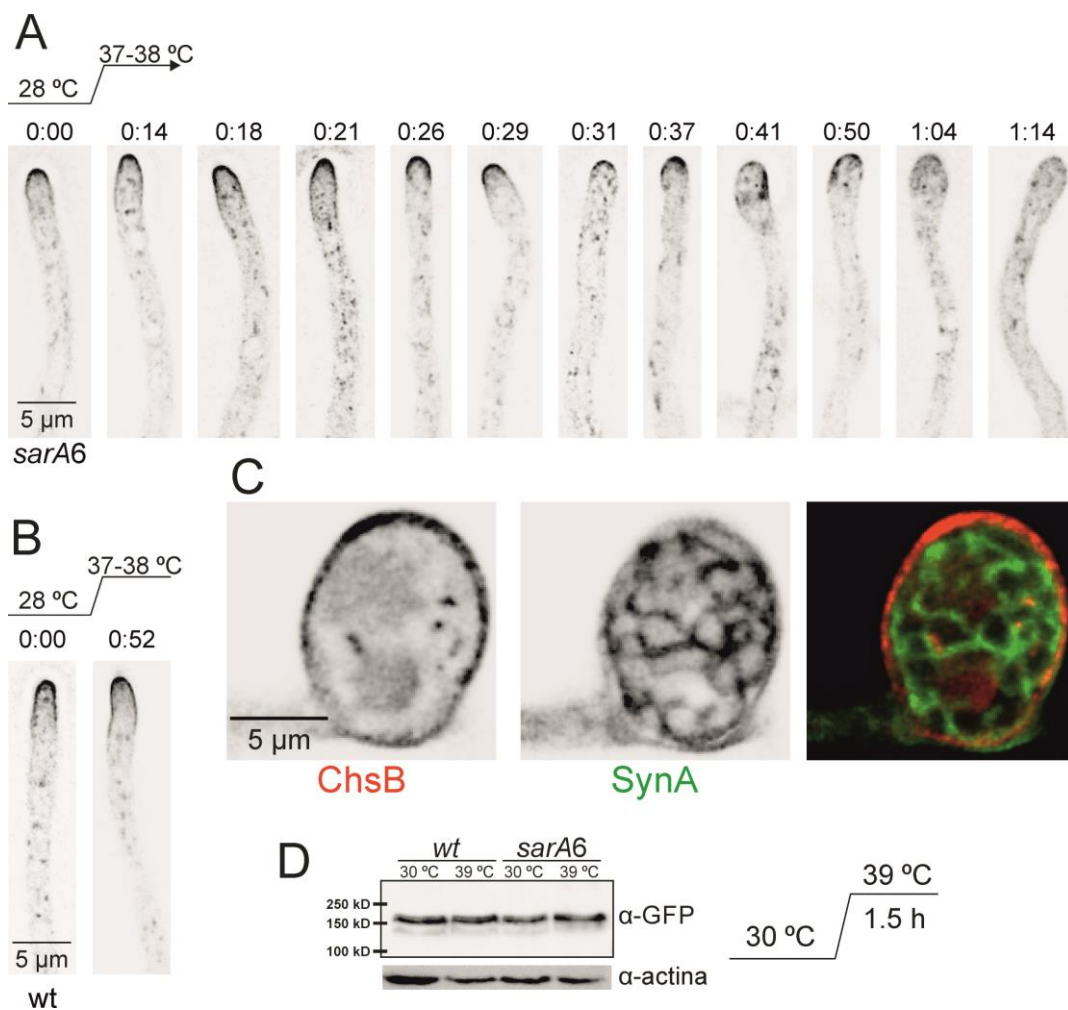 A
37-38 ºC
28 ºC
0:00 0:14 0:18 0:21 0:26 0:29 0:31 0:37 0:41 0:50 1:04 1:14
5 µm
sarA6
B
37-38 ºC
28 ºC
0:00 0:52
5 µm
wt
C
5 µm
ChsB SynA
D
wt sarA6
30 ºC 39 ºC 30 ºC 39 ºC
250 kD
150 kD
100 kD
α-GFP
α-actina
39 ºC
30 ºC
1.5 h